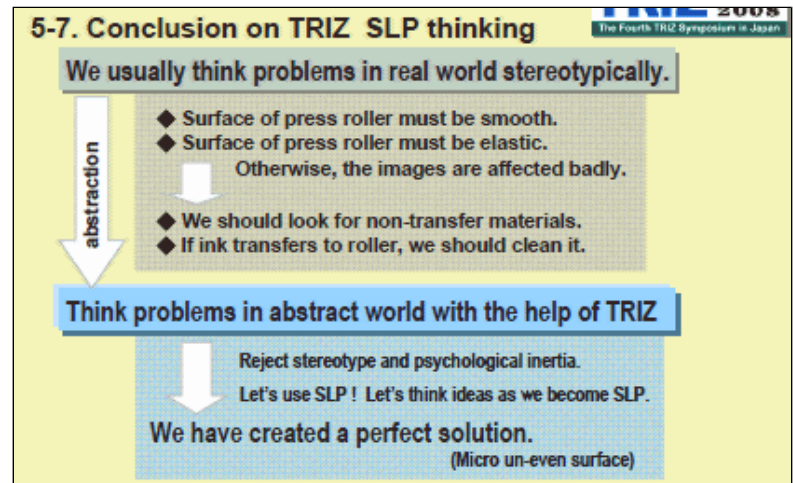 TRIZ 2008
The Fourth TRIZ Symposium in Japan
5-7. Conclusion on TRIZ SLP thinking
We usually think problems in real world stereotypically.
abstraction
◆ Surface of press roller must be smooth.
◆ Surface of press roller must be elastic.
Otherwise, the images are affected badly.
◆ We should look for non-transfer materials.
◆ If ink transfers to roller, we should clean it.
Think problems in abstract world with the help of TRIZ
Reject stereotype and psychological inertia.
Let's use SLP ! Let's think ideas as we become SLP.
We have created a perfect solution.
(Micro un-even surface)